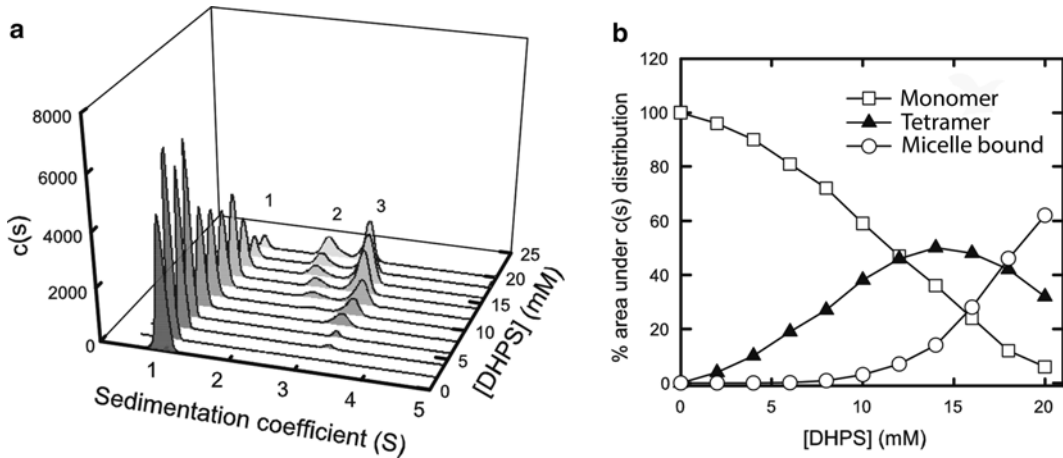 a
8000
6000
4000
2000
0
c(s)
1 2 3
1 2 3 4 5
Sedimentation coefficient (S)
0
5
10
15
20
25
[DHPS] (mM)
b
120
100
80
60
40
20
0
% area under c(s) distribution
Monomer
Tetramer
Micelle bound
0 5 10 15 20
[DHPS] (mM)